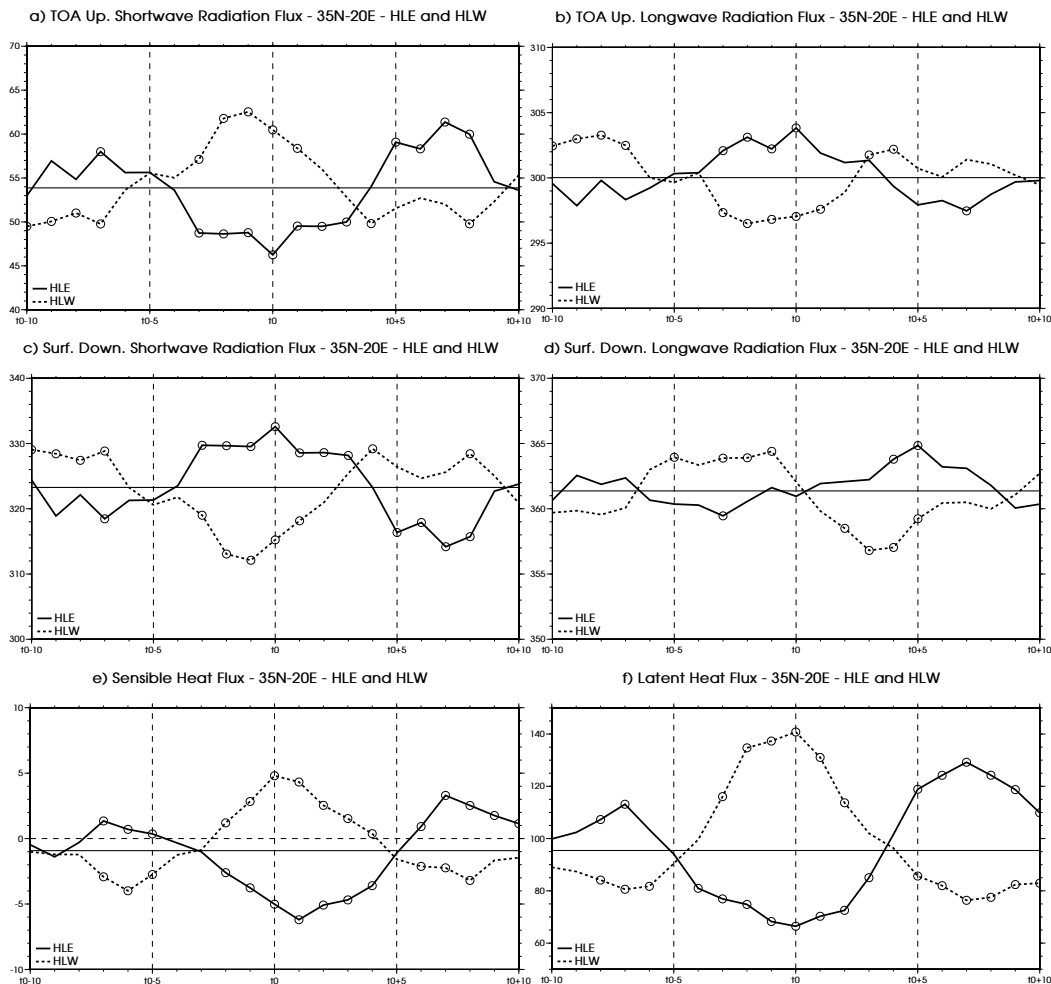 a) TOA Up. Shortwave Radiation Flux - 35N-20E - HLE and HLW
70
65
60
55
50
45
40
HLE
HLW
t0-10
t0-5
t0
t0+5
t0+10
b) TOA Up. Longwave Radiation Flux - 35N-20E - HLE and HLW
310
305
300
295
290
HLE
HLW
t0-10
t0-5
t0
t0+5
t0+10
c) Surf. Down. Shortwave Radiation Flux - 35N-20E - HLE and HLW
340
330
320
310
300
HLE
HLW
t0-10
t0-5
t0
t0+5
t0+10
d) Surf. Down. Longwave Radiation Flux - 35N-20E - HLE and HLW
370
365
360
355
350
HLE
HLW
t0-10
t0-5
t0
t0+5
t0+10
e) Sensible Heat Flux - 35N-20E - HLE and HLW
10
5
0
-5
-10
HLE
HLW
t0-10
t0-5
t0
t0+5
t0+10
f) Latent Heat Flux - 35N-20E - HLE and HLW
140
120
100
80
60
HLE
HLW
t0-10
t0-5
t0
t0+5
t0+10